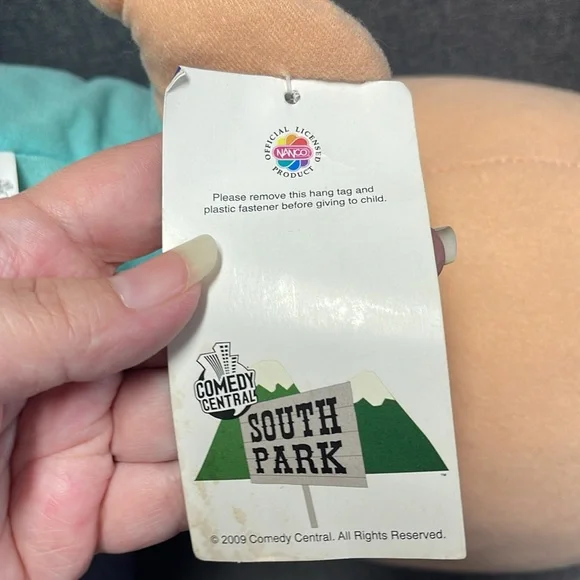 OFFICIAL LICENSED
NANCO
PRODUCT
Please remove this hang tag and
plastic fastener before giving to child.
COMEDY
CENTRAL
SOUTH
PARK
TM
© 2009 Comedy Central. All Rights Reserved.